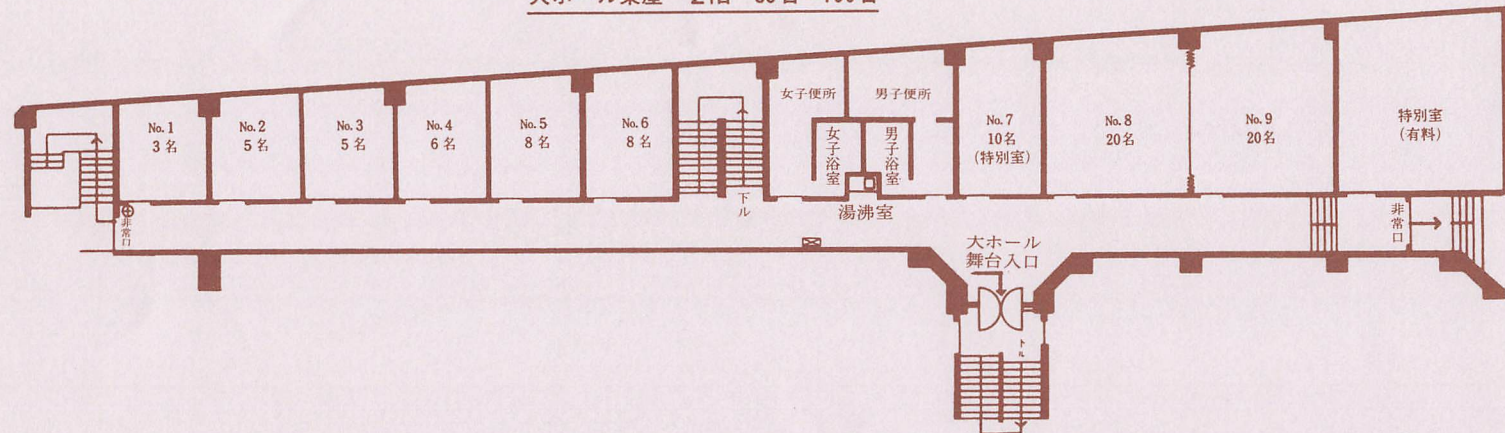 No.1
3名
No.2
5名
No.3
5名
No.4
6名
No.5
8名
No.6
8名
女子便所
男子便所
女子浴室
男子浴室
No.7
10名
(特別室)
No.8
20名
No.9
20名
特別室
(有料)
非常口
下ル
湯沸室
大ホール
舞台入口
非常口